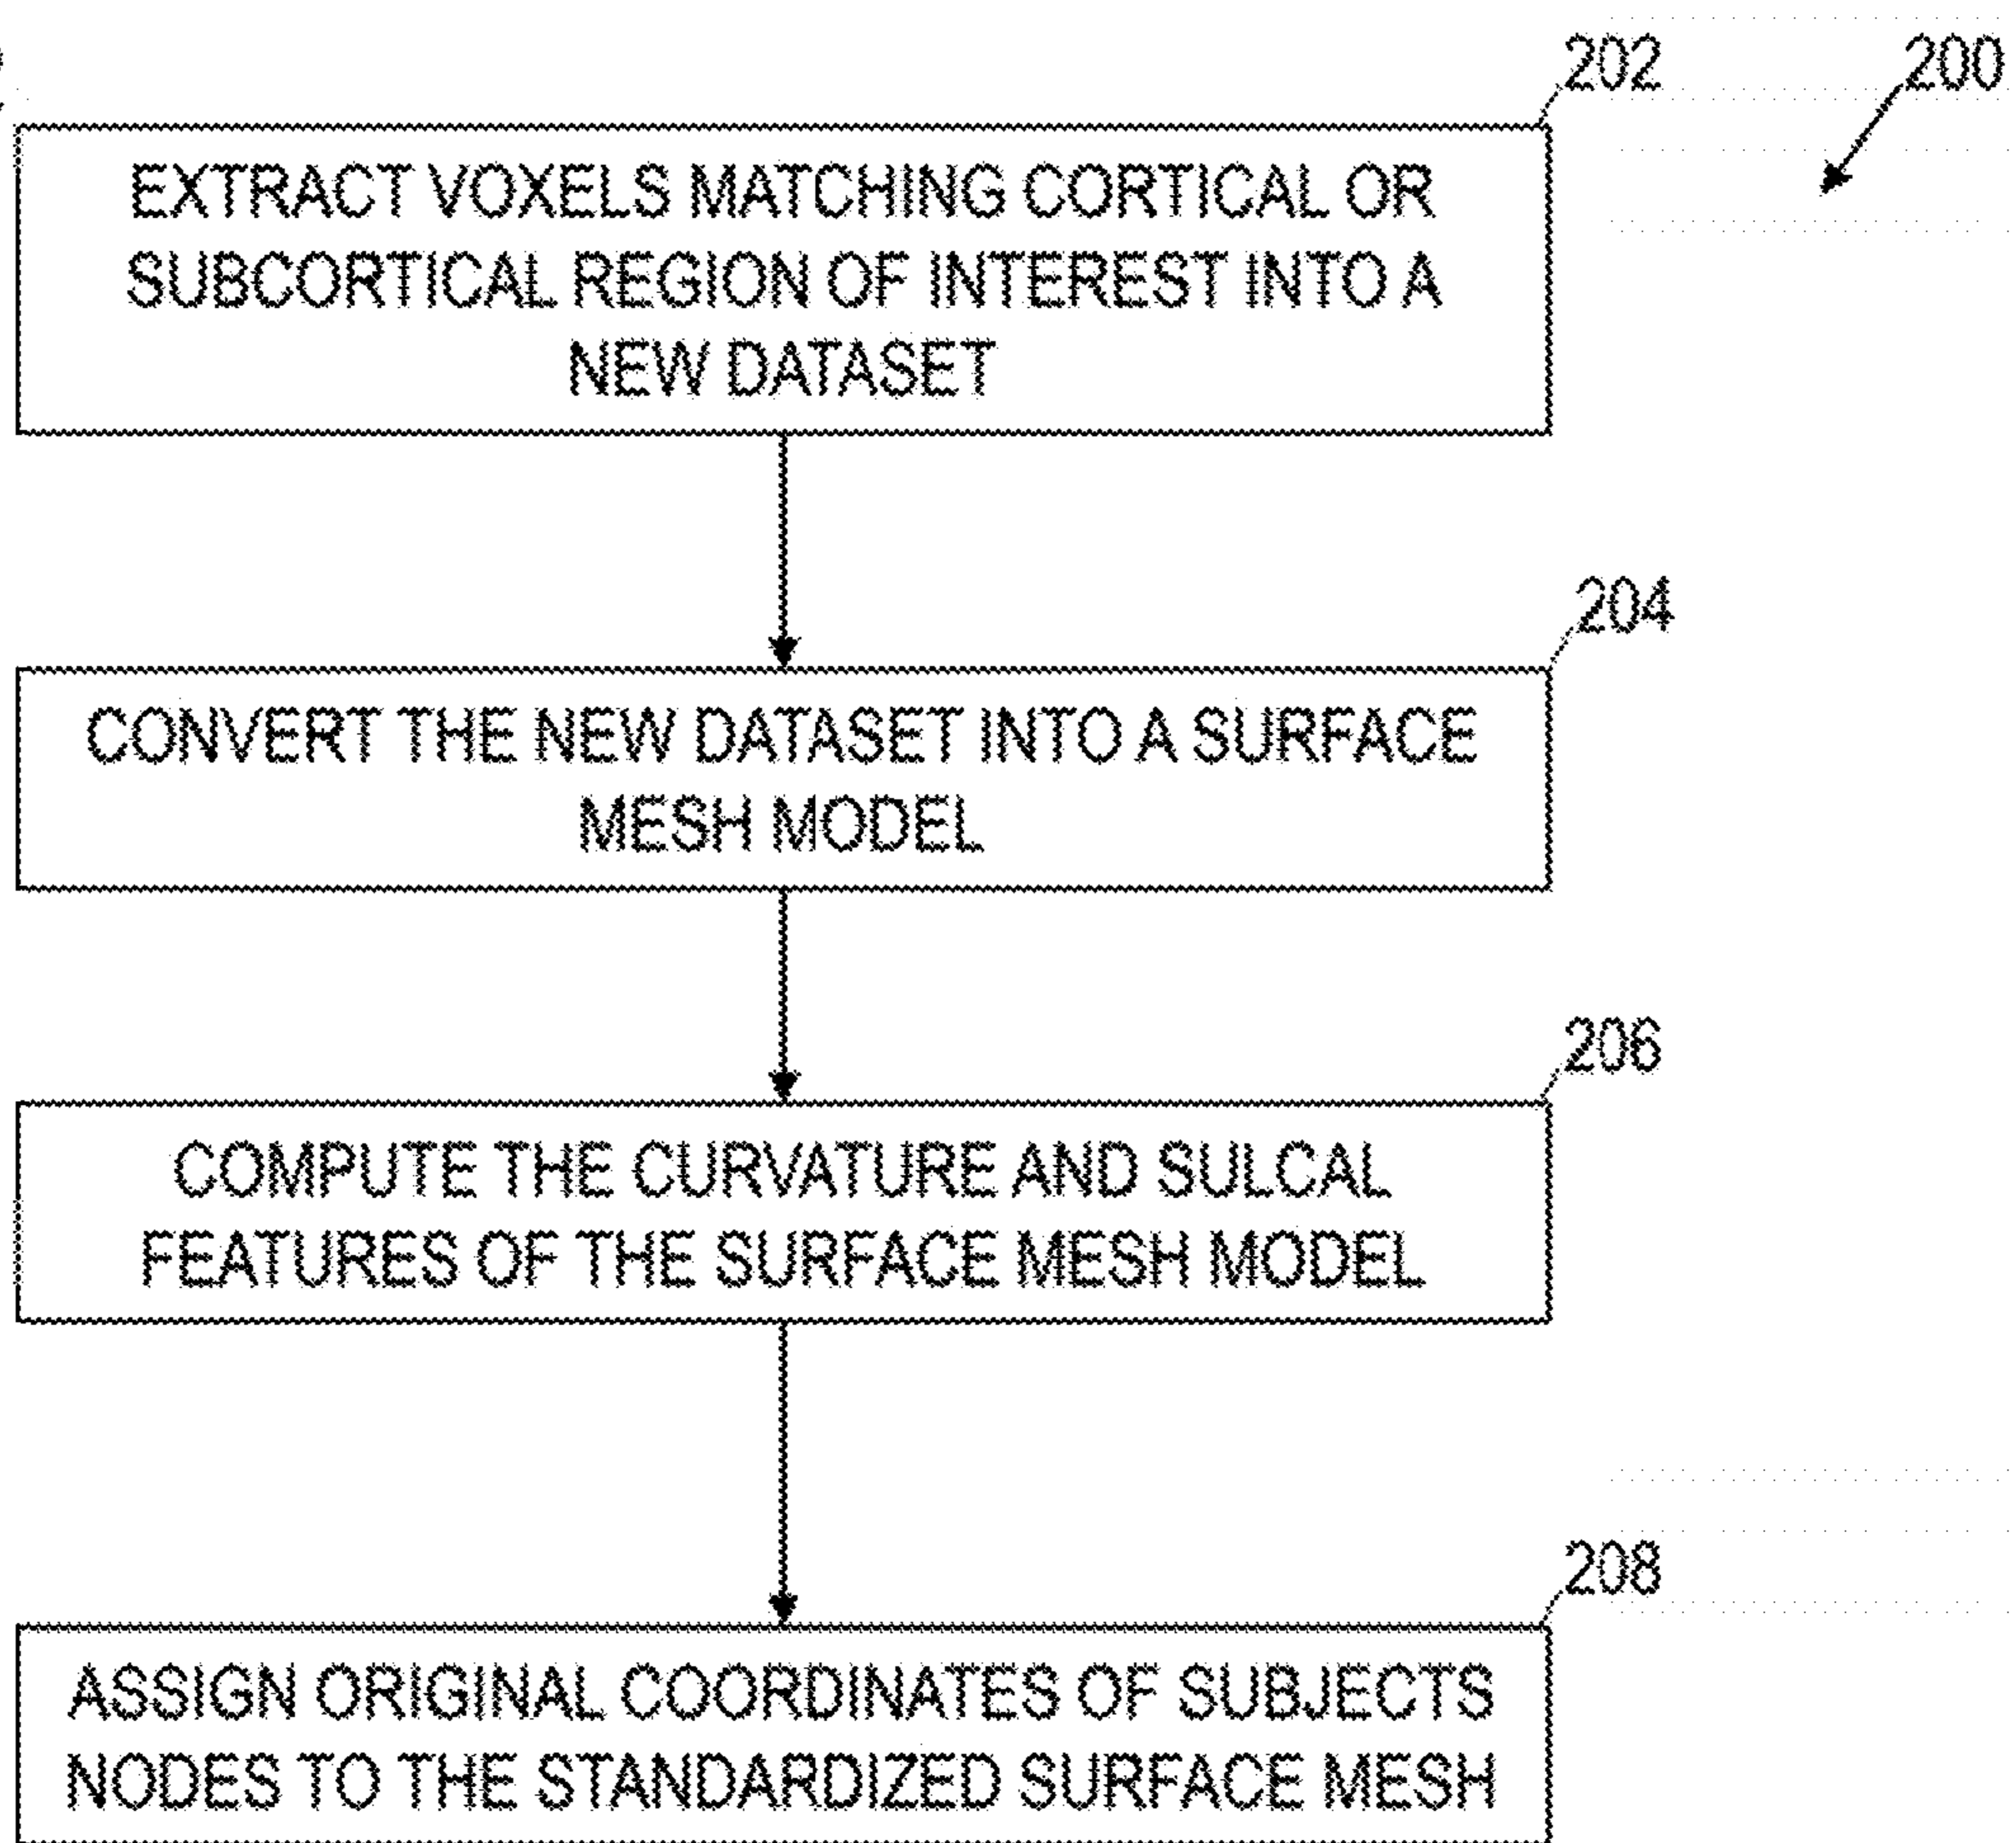 202
200
EXTRACT VOXELS MATCHING CORTICAL OR
SUBCORTICAL REGION OF INTEREST INTO A
NEW DATASET
204
CONVERT THE NEW DATASET INTO A SURFACE
MESH MODEL
206
COMPUTE THE CURVATURE AND SULCAL
FEATURES OF THE SURFACE MESH MODEL
208
ASSIGN ORIGINAL COORDINATES OF SUBJECTS
NODES TO THE STANDARDIZED SURFACE MESH